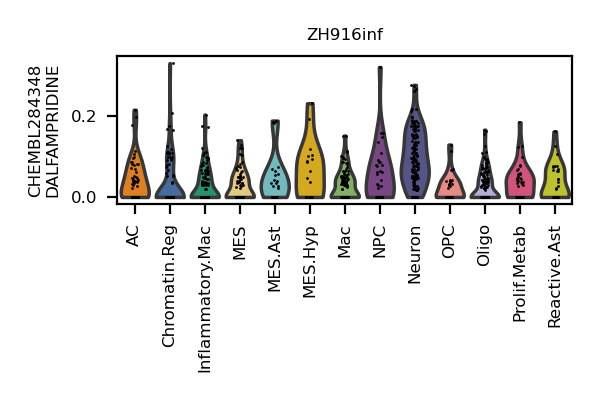 ZH916inf
CHEMBL284348
DALFAMPRIDINE
0.2
0.0
AC
Chromatin.Reg
Inflammatory.Mac
MES
MES.Ast
MES.Hyp
Mac
NPC
Neuron
OPC
Oligo
Prolif.Metab
Reactive.Ast